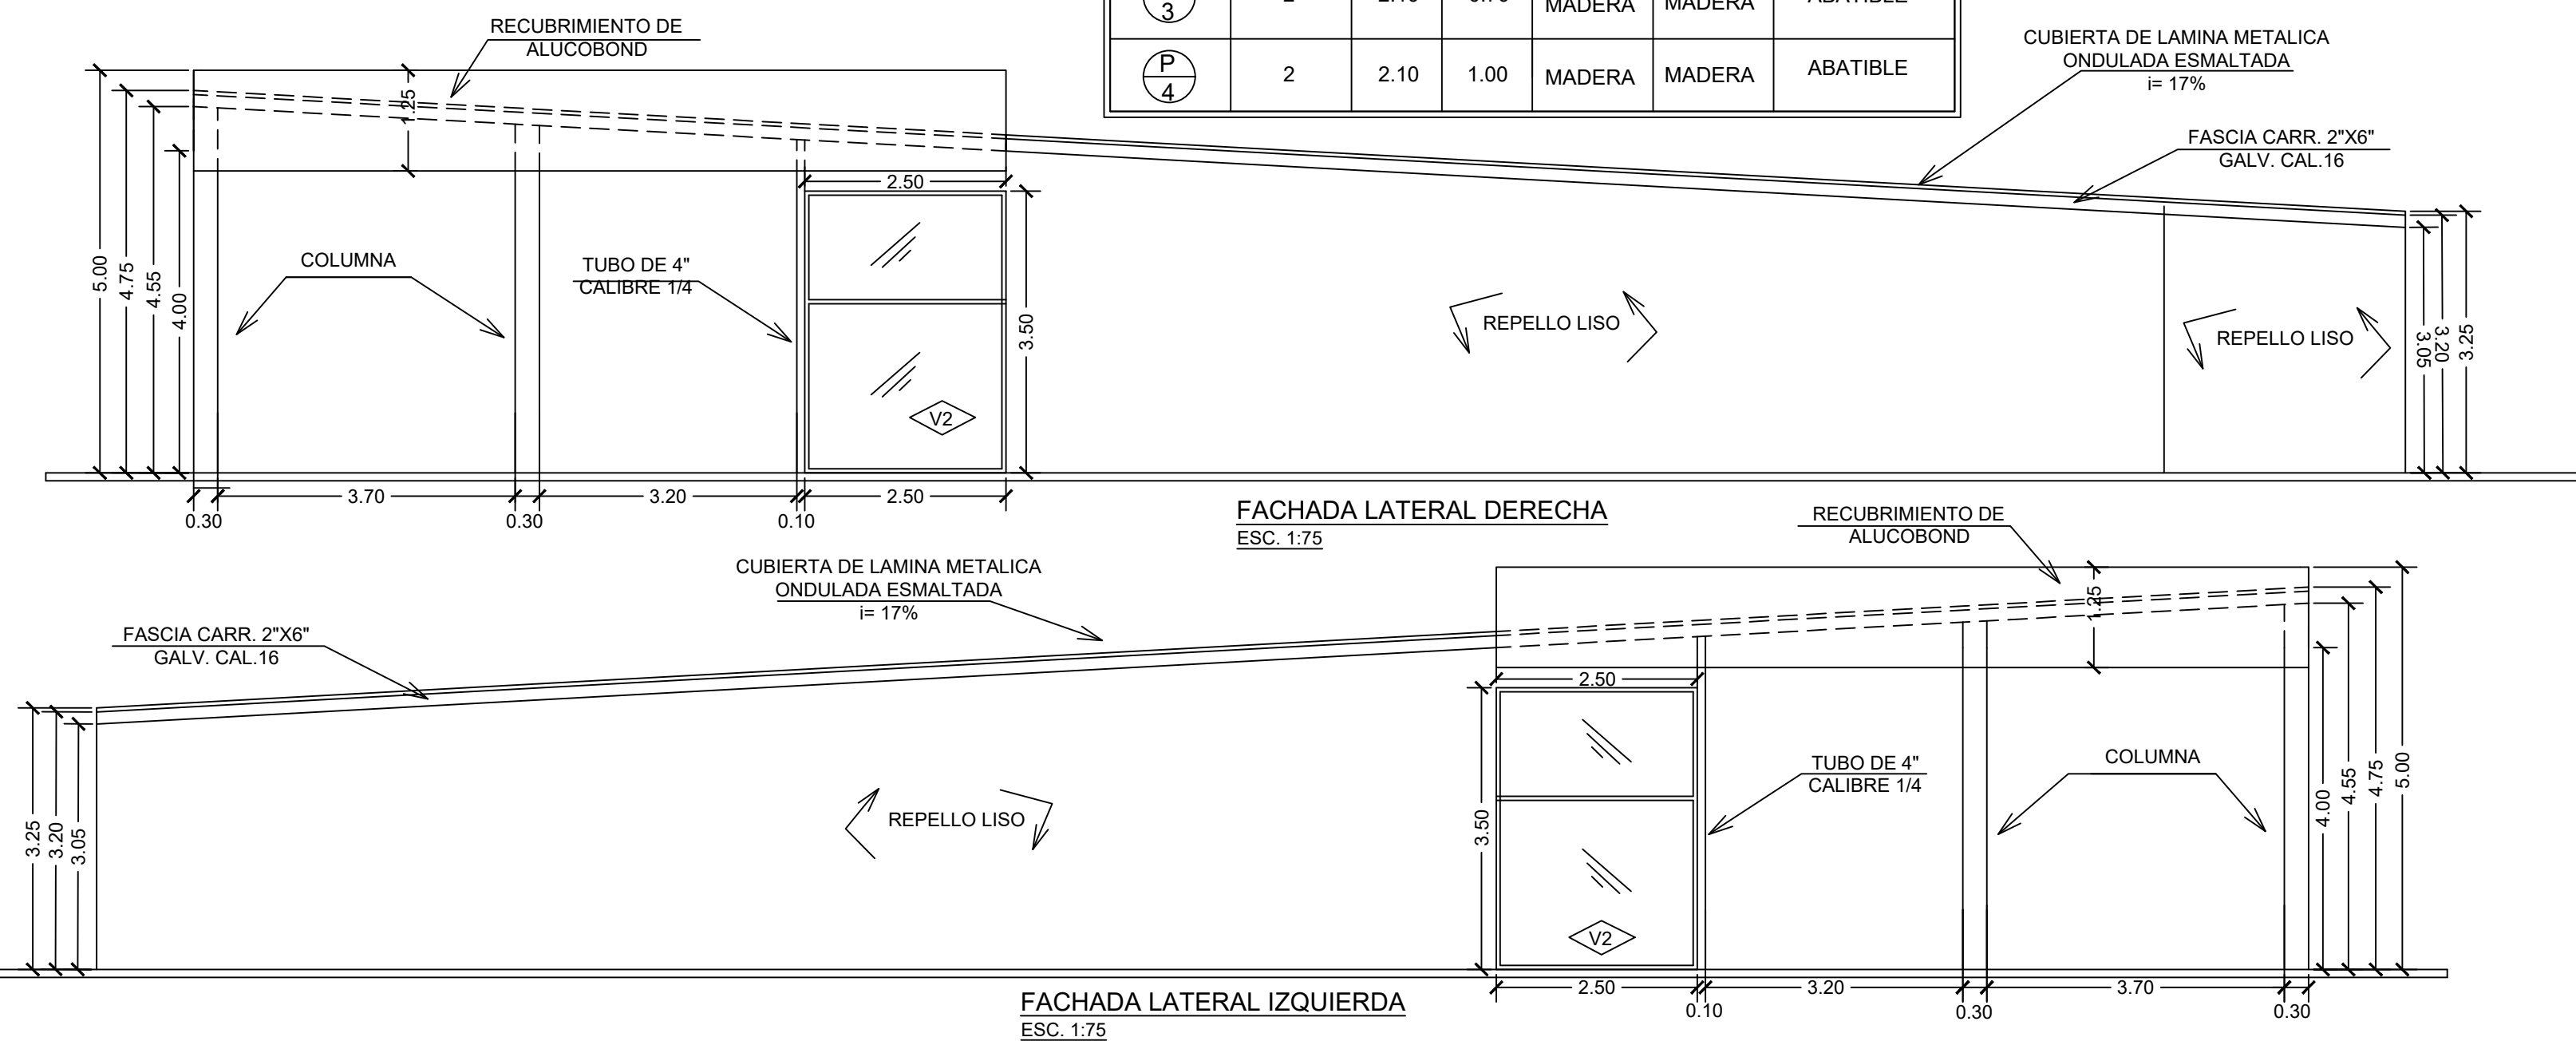 3
MADERA MADERA
P
4
2 2.10 1.00 MADERA MADERA ABATIBLE
RECUBRIMIENTO DE
ALUCOBOND
CUBIERTA DE LAMINA METALICA
ONDULADA ESMALTADA
i= 17%
FASCIA CARR. 2"X6"
GALV. CAL.16
5.00
4.75
4.55
4.00
1.25
2.50
COLUMNA
TUBO DE 4"
CALIBRE 1/4
V2
3.50
REPELLO LISO
REPELLO LISO
3.05
3.20
3.25
3.70 3.20 2.50
0.30 0.30 0.10
FACHADA LATERAL DERECHA
ESC. 1:75
RECUBRIMIENTO DE
ALUCOBOND
CUBIERTA DE LAMINA METALICA
ONDULADA ESMALTADA
i= 17%
FASCIA CARR. 2"X6"
GALV. CAL.16
3.25
3.20
3.05
REPELLO LISO
1.25
2.50
3.50
V2
TUBO DE 4"
CALIBRE 1/4
COLUMNA
4.00
4.55
4.75
5.00
2.50 3.20 3.70
0.10 0.30 0.30
FACHADA LATERAL IZQUIERDA
ESC. 1:75